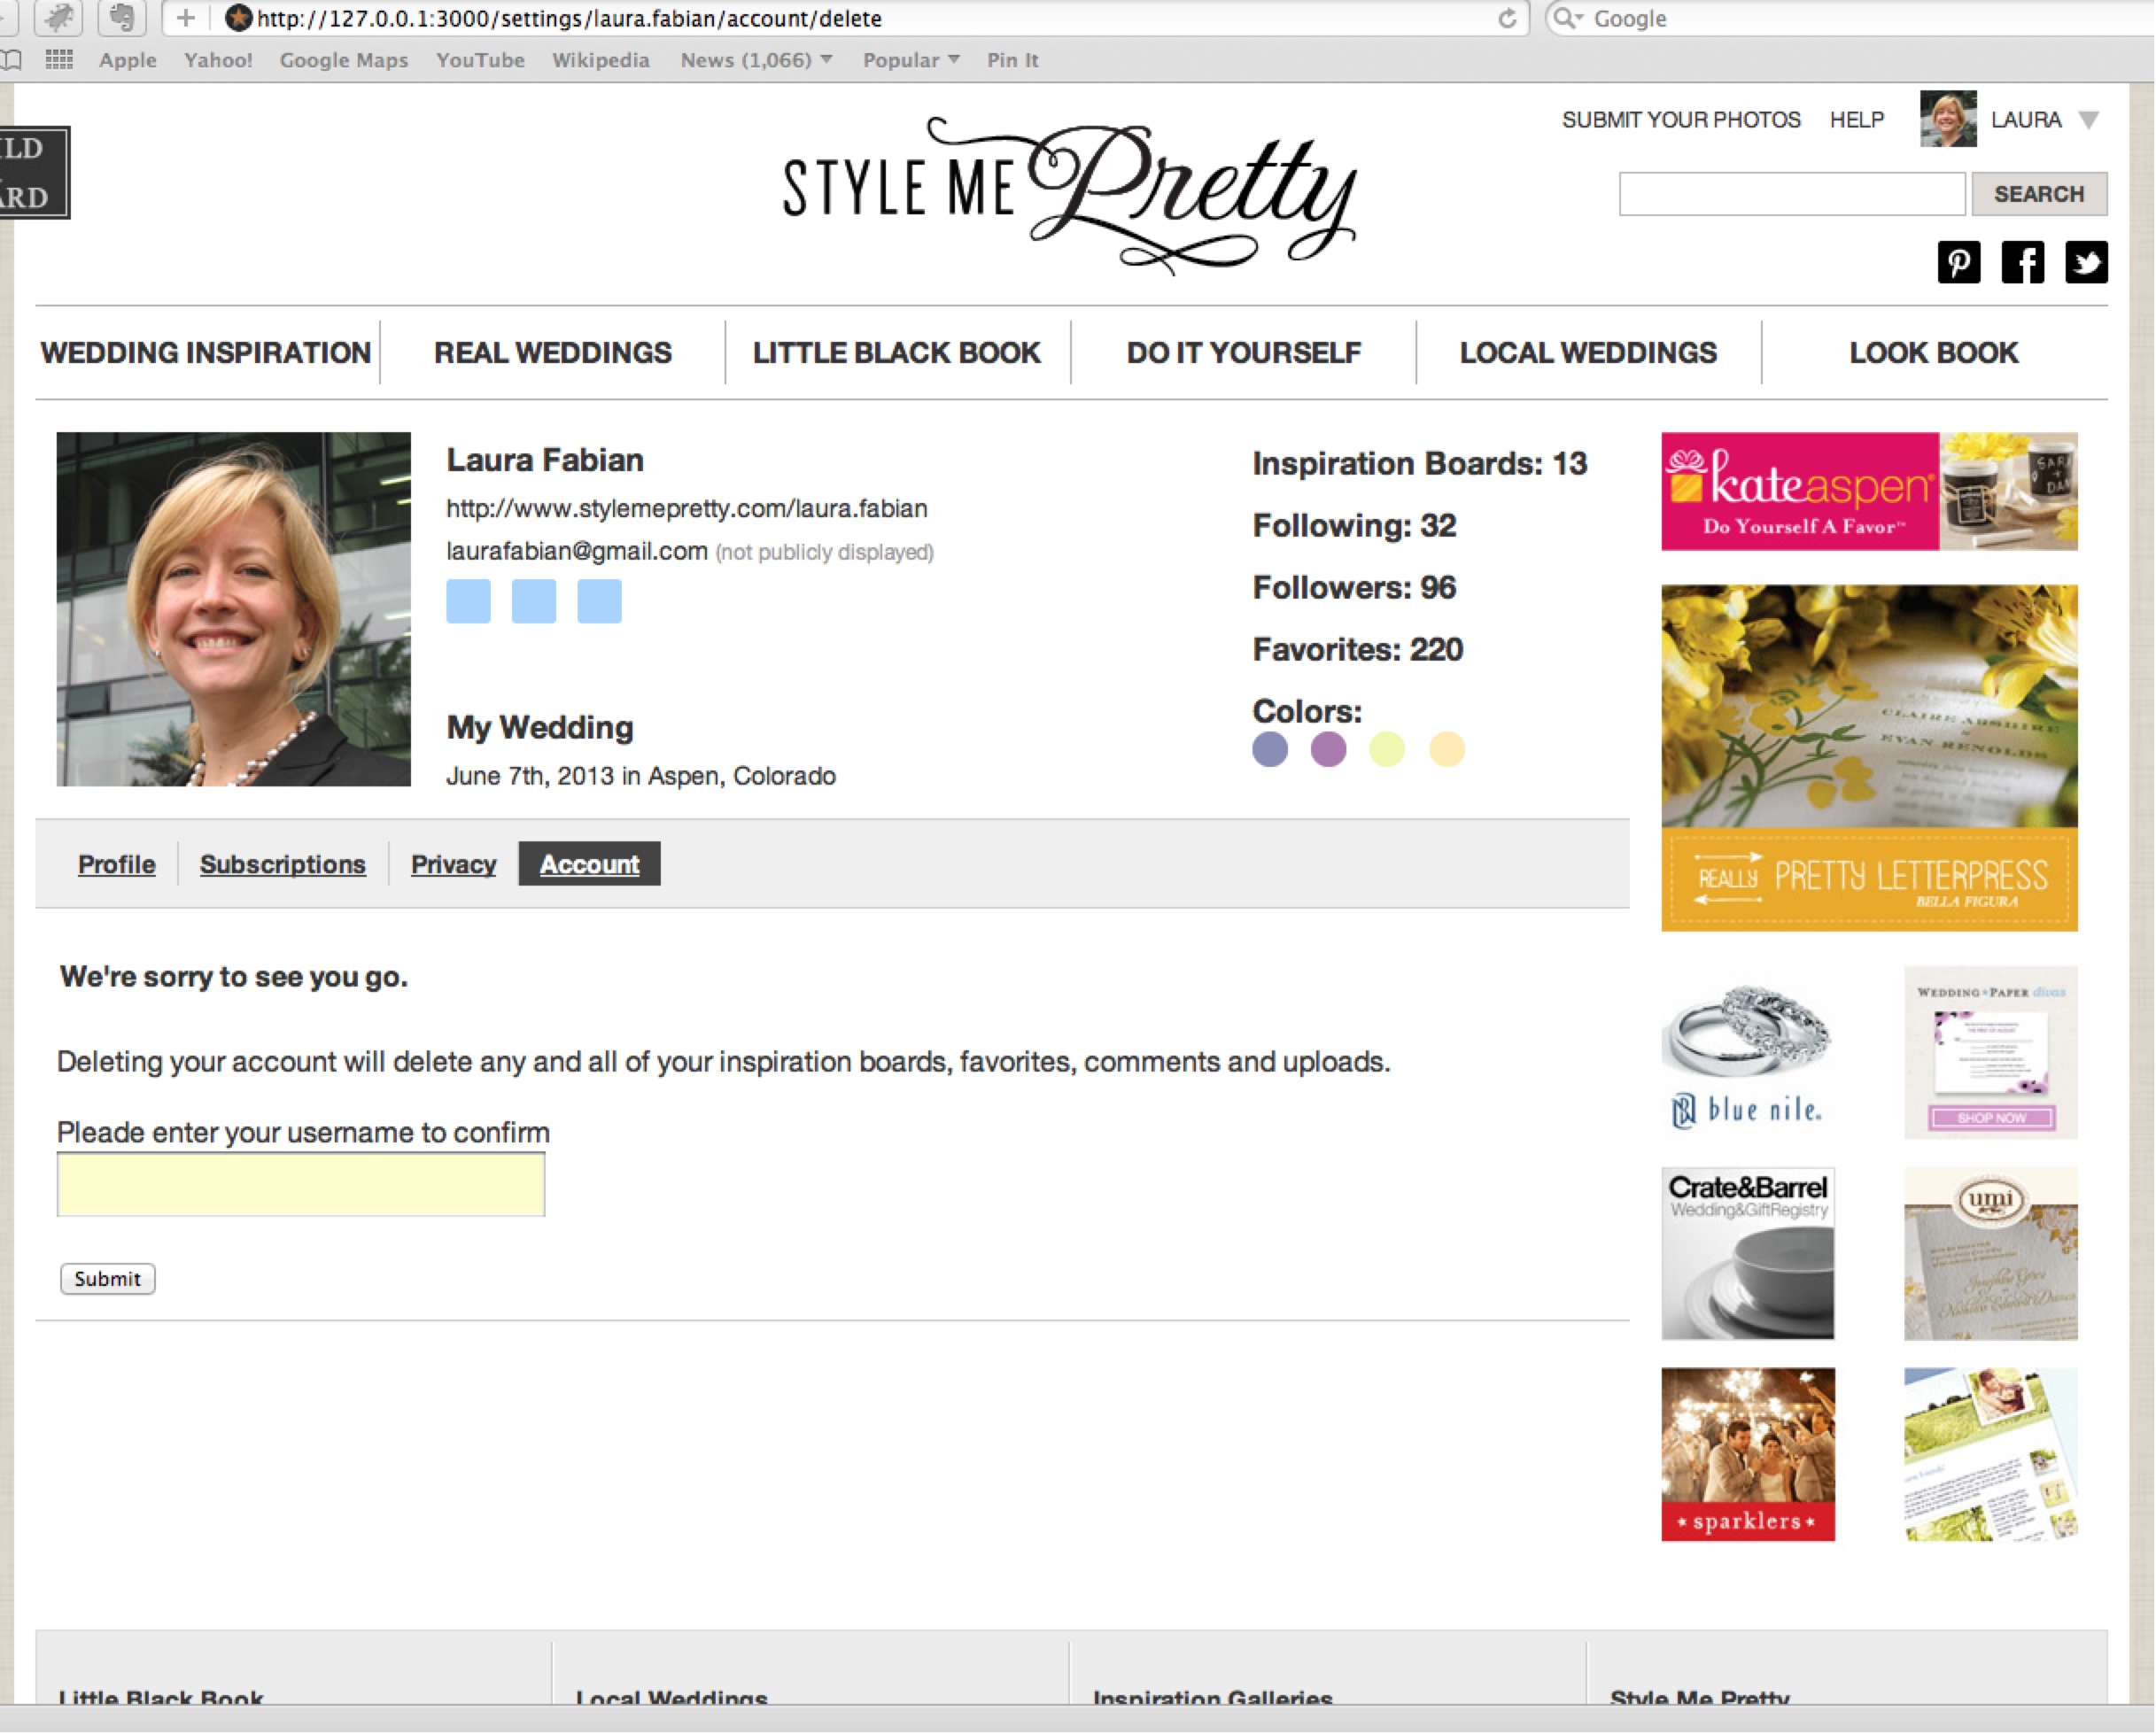 http://127.0.0.1:3000/settings/laura.fabian/account/delete
Google
Apple Yahoo! Google Maps YouTube Wikipedia News (1,066) Popular Pin It
SUBMIT YOUR PHOTOS HELP LAURA
ILD
ARD
STYLE ME Pretty
SEARCH
WEDDING INSPIRATION REAL WEDDINGS LITTLE BLACK BOOK DO IT YOURSELF LOCAL WEDDINGS LOOK BOOK
Laura Fabian
http://www.stylemepretty.com/laura.fabian
laurafabian@gmail.com (not publicly displayed)
My Wedding
June 7th, 2013 in Aspen, Colorado
Inspiration Boards: 13
Following: 32
Followers: 96
Favorites: 220
Colors:
kateaspen
Do Yourself A Favor™
SARA
+
DAN
CLAIRE ABSHIRE
EVAN RENOLDS
REALLY PRETTY LETTERPRESS
BELLA FIGURA
Profile Subscriptions Privacy Account
We're sorry to see you go.
Deleting your account will delete any and all of your inspiration boards, favorites, comments and uploads.
Pleade enter your username to confirm
Submit
blue nile.
WEDDING PAPER divas
SHOP NOW
Crate&Barrel
Wedding&GiftRegistry
umi
* sparklers *
Little Black Book Local Weddings Inspiration Galleries Style Me Pretty